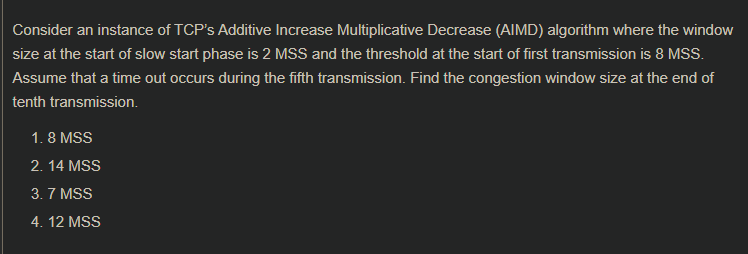 Consider an instance of TCP's Additive Increase Multiplicative Decrease (AIMD) algorithm where the window
size at the start of slow start phase is 2 MSS and the threshold at the start of first transmission is 8 MSS.
Assume that a time out occurs during the fifth transmission. Find the congestion window size at the end of
tenth transmission.
1. 8 MSS
2. 14 MSS
3. 7 MSS
4. 12 MSS